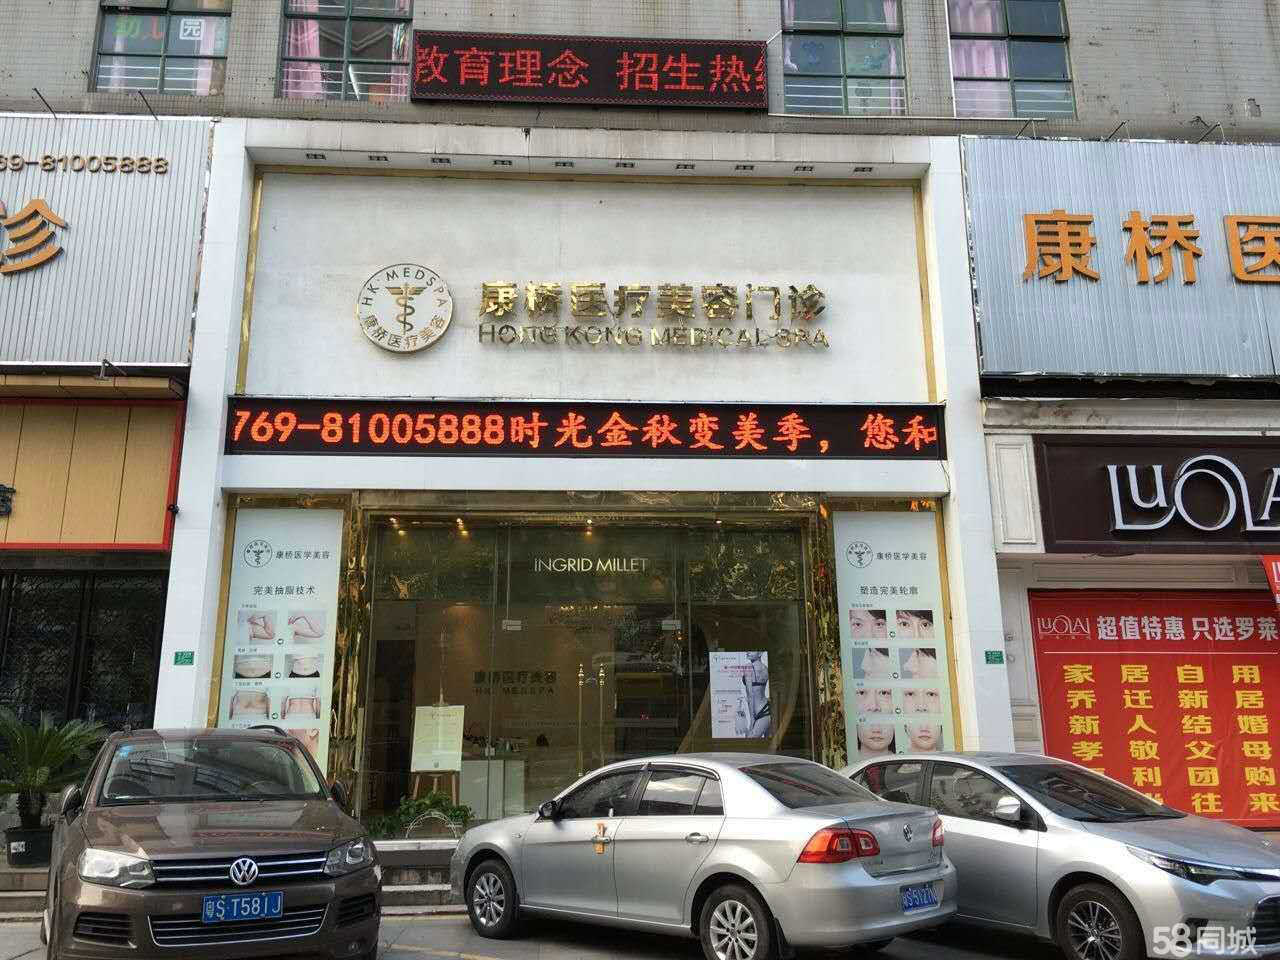 幼儿园
教育理念 招生热
69-81005888
诊
HK·MEDSPA
康桥医疗美容
康桥医疗美容门诊
HONG KONG MEDICAL SPA
康桥医
769-81005888时光金秋变美季，您和
LUOLAI
康桥医学美容
完美抽脂技术
INGRID MILLET
康桥医疗美容
HK MEDSPA
康桥医学美容
塑造完美轮廓
LUOLAI 超值特惠 只选罗莱
家居自用
乔迁新居
新人结婚
孝敬父母
利团购
往来
粤S·T581J
58同城